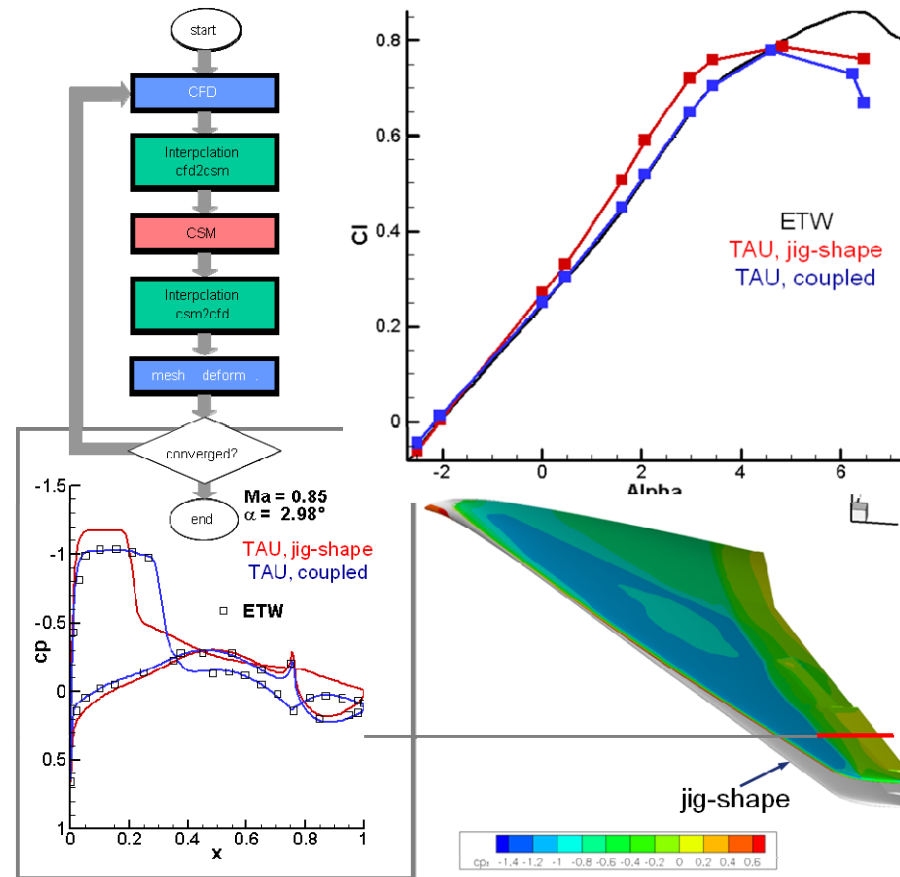 start
CFD
Interpclation
cfd2csm
CSM
Interpclation
csm2cfd
mesh deform .
converged?
end
Cl
0.8
0.6
0.4
0.2
0
-2 0 2 4 6
Alpha
ETW
TAU, jig-shape
TAU, coupled
Ma = 0.85
α = 2.98°
TAU, jig-shape
TAU, coupled
ETW
cp
-1.5
-1
-0.5
0
0.5
1
0 0.2 0.4 0.6 0.8 1
x
jig-shape
cp: -1.4 -1.2 -1 -0.8 -0.6 -0.4 -0.2 0 0.2 0.4 0.6